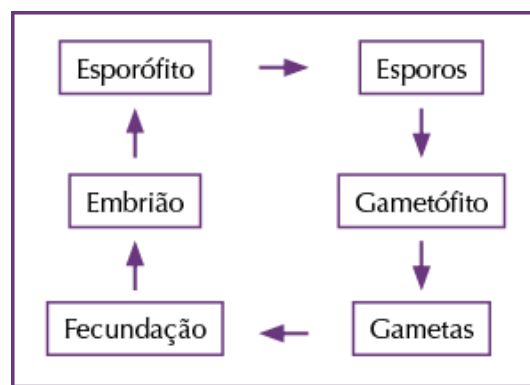 Esporófito
Esporos
Embrião
Gametófito
Fecundação
Gametas